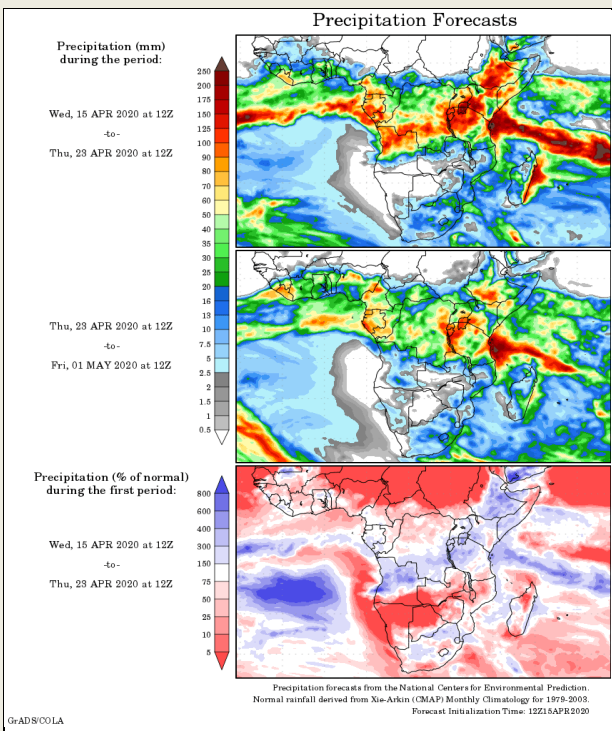 Precipitation Forecasts
Precipitation (mm)
during the period:
Wed, 15 APR 2020 at 12Z
-to-
Thu, 23 APR 2020 at 12Z
250
200
175
150
125
100
90
80
70
60
50
40
35
30
25
20
16
13
10
7.5
5
2.5
2
1.5
1
0.5
Thu, 23 APR 2020 at 12Z
-to-
Fri, 01 MAY 2020 at 12Z
Precipitation (% of normal)
during the first period:
Wed, 15 APR 2020 at 12Z
-to-
Thu, 23 APR 2020 at 12Z
800
600
400
300
150
75
50
25
10
5
Precipitation forecasts from the National Centers for Environmental Prediction.
Normal rainfall derived from Xie-Arkin (CMAP) Monthly Climatology for 1979-2003.
Forecast Initialization Time: 12Z15APR2020
GrADS/COLA